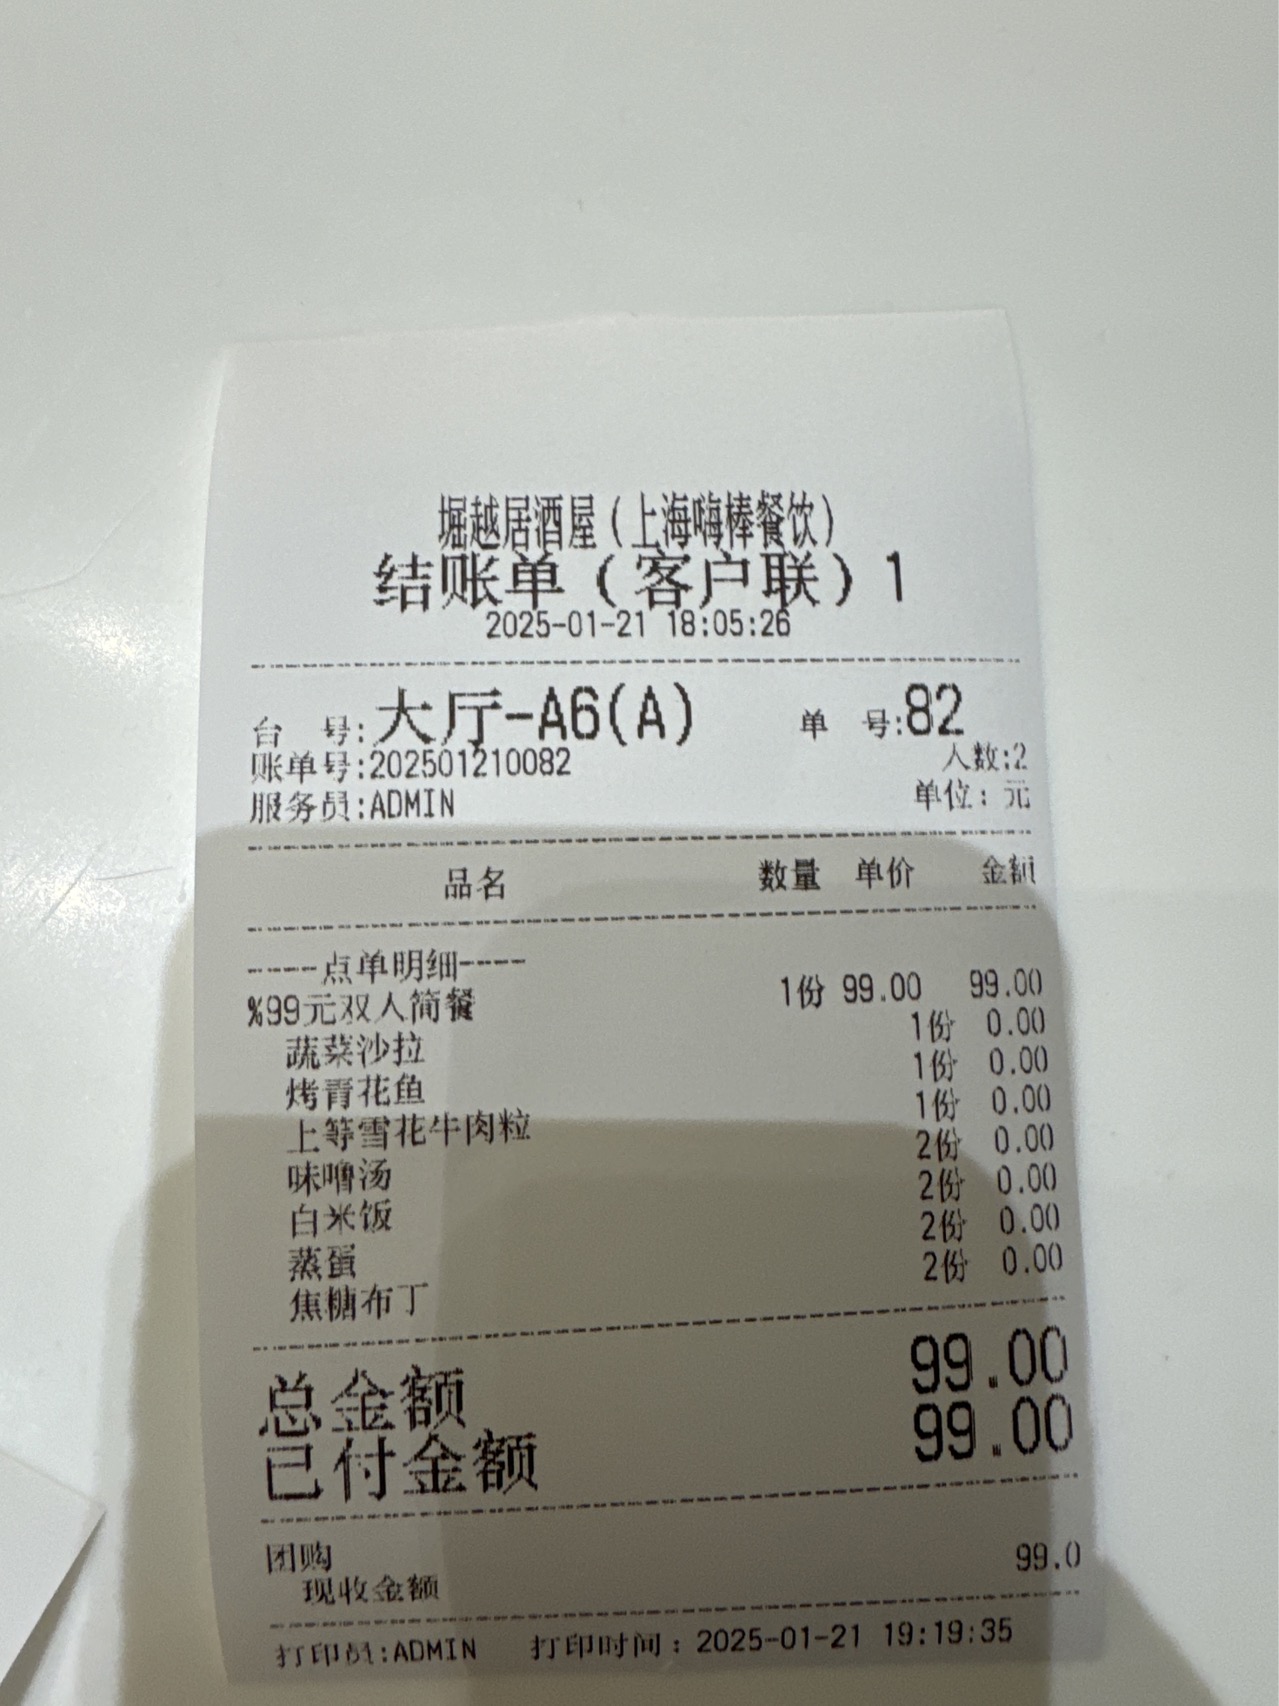 堀越居酒屋(上海嗨棒餐饮)
结账单(客户联)1
2025-01-21 18:05:26
台 号:大厅-A6(A) 单 号:82
账单号:202501210082 人数:2
服务员:ADMIN 单位:元
品名 数量 单价 金额
----点单明细----
%99元双人简餐 1份 99.00 99.00
蔬菜沙拉 1份 0.00
烤青花鱼 1份 0.00
上等雪花牛肉粒 1份 0.00
味噜汤 2份 0.00
白米饭 2份 0.00
蒸蛋 2份 0.00
焦糖布丁 2份 0.00
总金额 99.00
已付金额 99.00
团购 99.0
现收金额
打印员:ADMIN 打印时间:2025-01-21 19:19:35